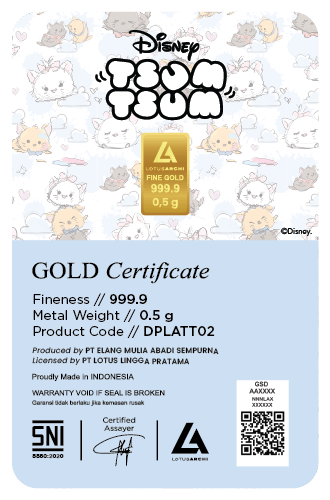 Disney
TSUM
TSUM
LOTUSARCHI
FINE GOLD
999.9
0,5 g
©Disney.
GOLD Certificate
Fineness // 999.9
Metal Weight // 0.5 g
Product Code // DPLATT02
Produced by PT ELANG MULIA ABADI SEMPURNA
Licensed by PT LOTUS LINGGA PRATAMA
Proudly Made in INDONESIA
WARRANTY VOID IF SEAL IS BROKEN
Garansi tidak berlaku jika kemasan rusak
SNI
8880:2020
Certified
Assayer
LOTUSARCHI
GSD
AAXXXX
NNNLAX
XXXXXX